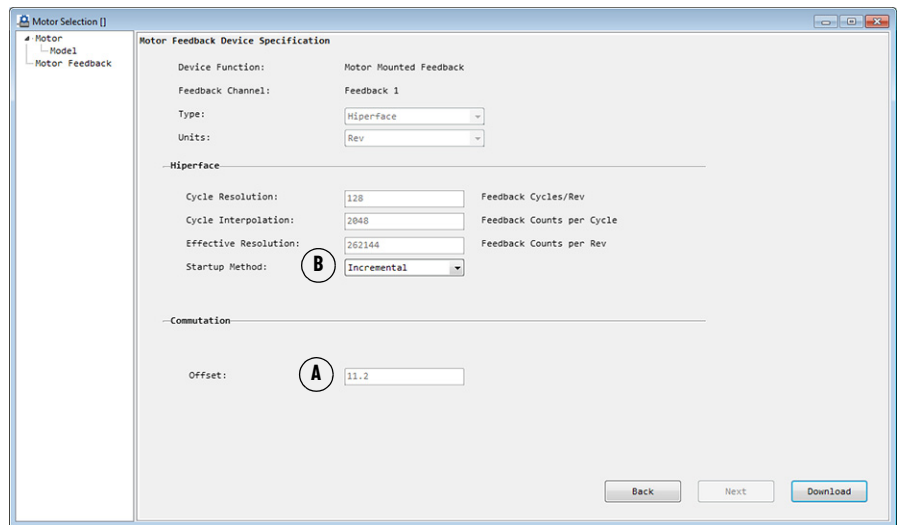 Motor Selection []
Motor
Model
Motor Feedback
Motor Feedback Device Specification
Device Function: Motor Mounted Feedback
Feedback Channel: Feedback 1
Type: Hiperface
Units: Rev
Hiperface
Cycle Resolution: 128 Feedback Cycles/Rev
Cycle Interpolation: 2048 Feedback Counts per Cycle
Effective Resolution: 262144 Feedback Counts per Rev
Startup Method: B Incremental
Commutation
Offset: A 11.2
Back Next Download